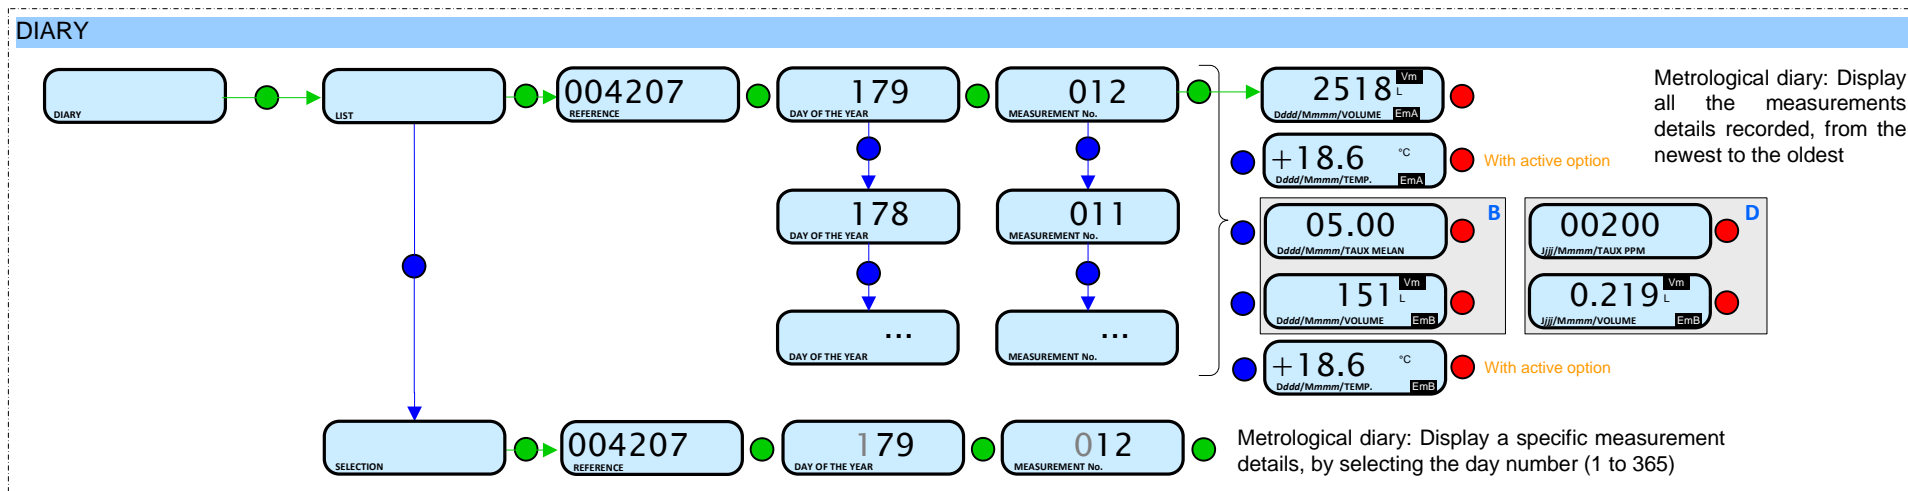 DIARY
DIARY
LIST
004207
REFERENCE
179
DAY OF THE YEAR
012
MEASUREMENT No.
2518
Vm
L
Dddd/Mmmm/VOLUME
EmA
Metrological diary: Display
all the measurements
details recorded, from the
newest to the oldest
+18.6
°C
Dddd/Mmmm/TEMP.
EmA
With active option
178
DAY OF THE YEAR
011
MEASUREMENT No.
B
05.00
Dddd/Mmmm/TAUX MELAN
D
00200
Jjjj/Mmmm/TAUX PPM
151
Vm
L
Dddd/Mmmm/VOLUME
EmB
0.219
Vm
L
Jjjj/Mmmm/VOLUME
EmB
...
DAY OF THE YEAR
...
MEASUREMENT No.
+18.6
°C
Dddd/Mmmm/TEMP.
EmB
With active option
SELECTION
004207
REFERENCE
179
DAY OF THE YEAR
012
MEASUREMENT No.
Metrological diary: Display a specific measurement
details, by selecting the day number (1 to 365)